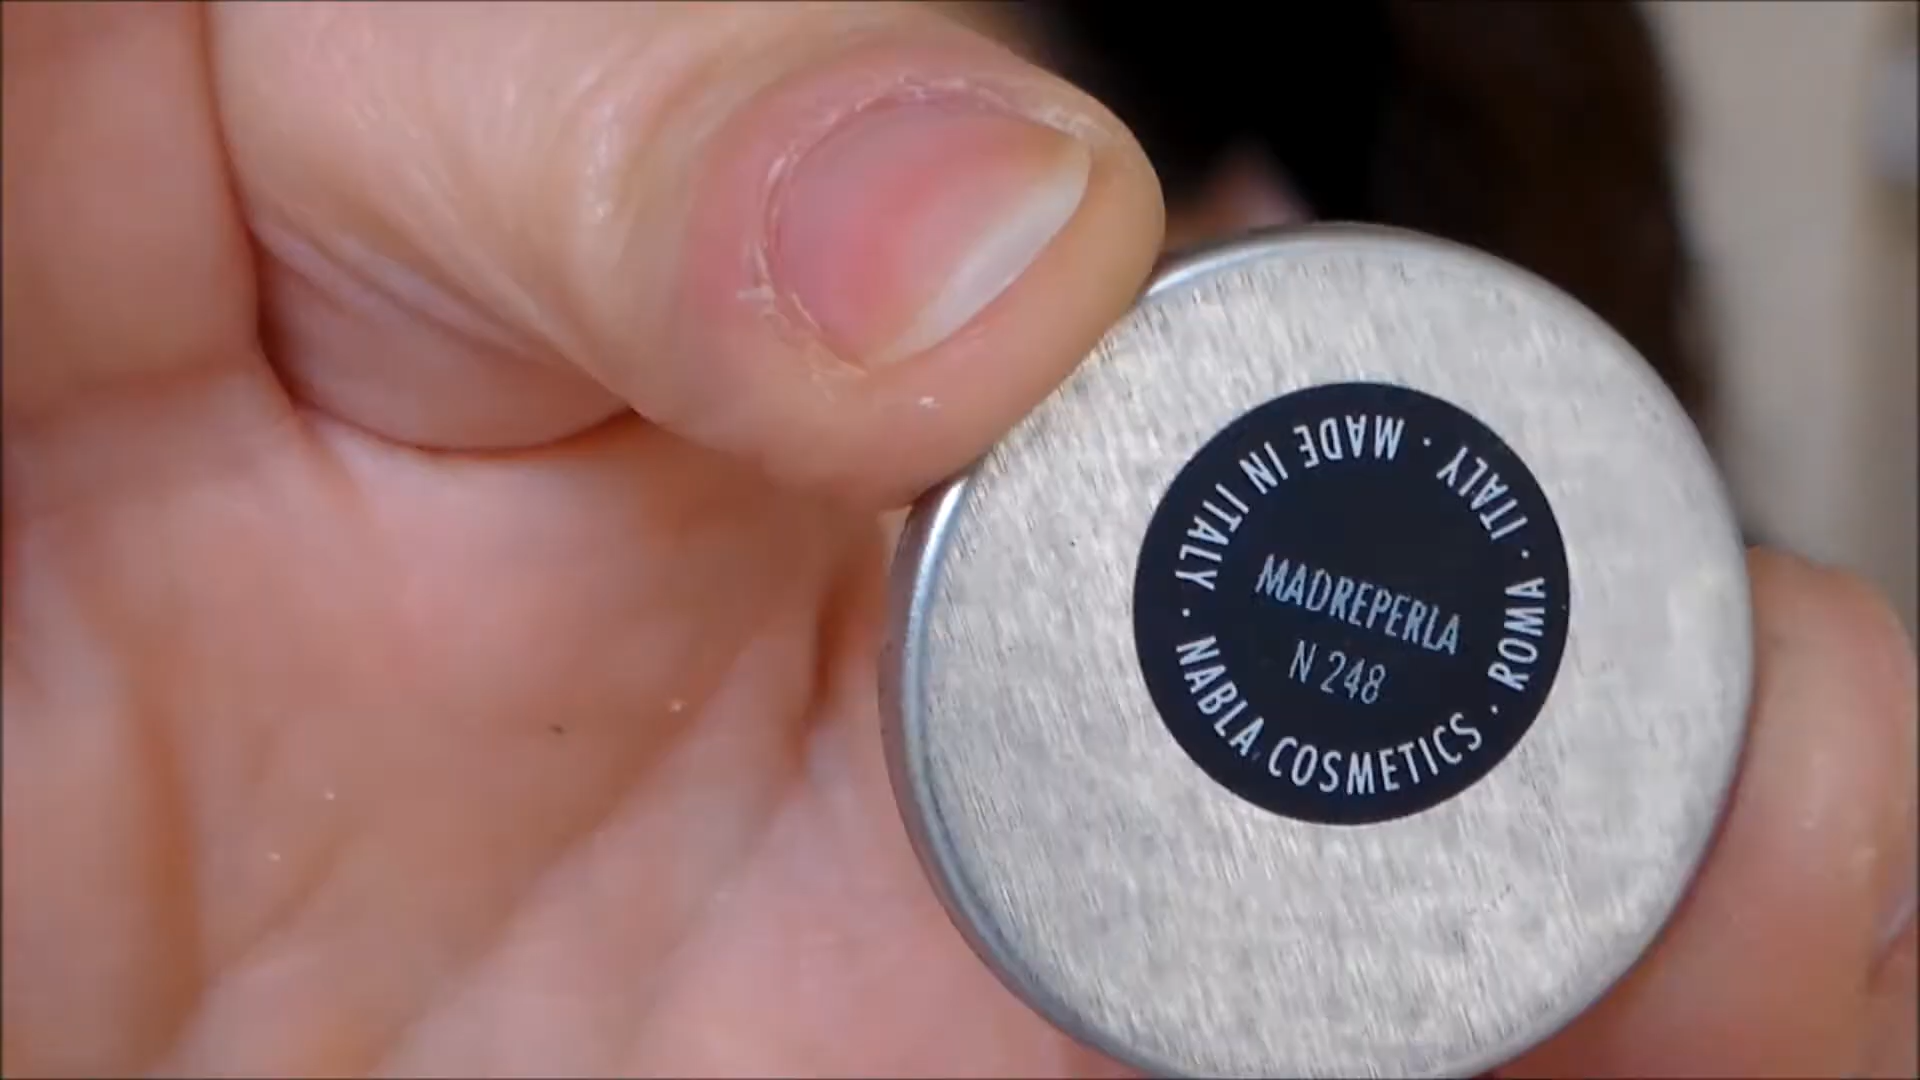 MADREPERLA
N 248
NABLA COSMETICS · ROMA · ITALY · MADE IN ITALY ·